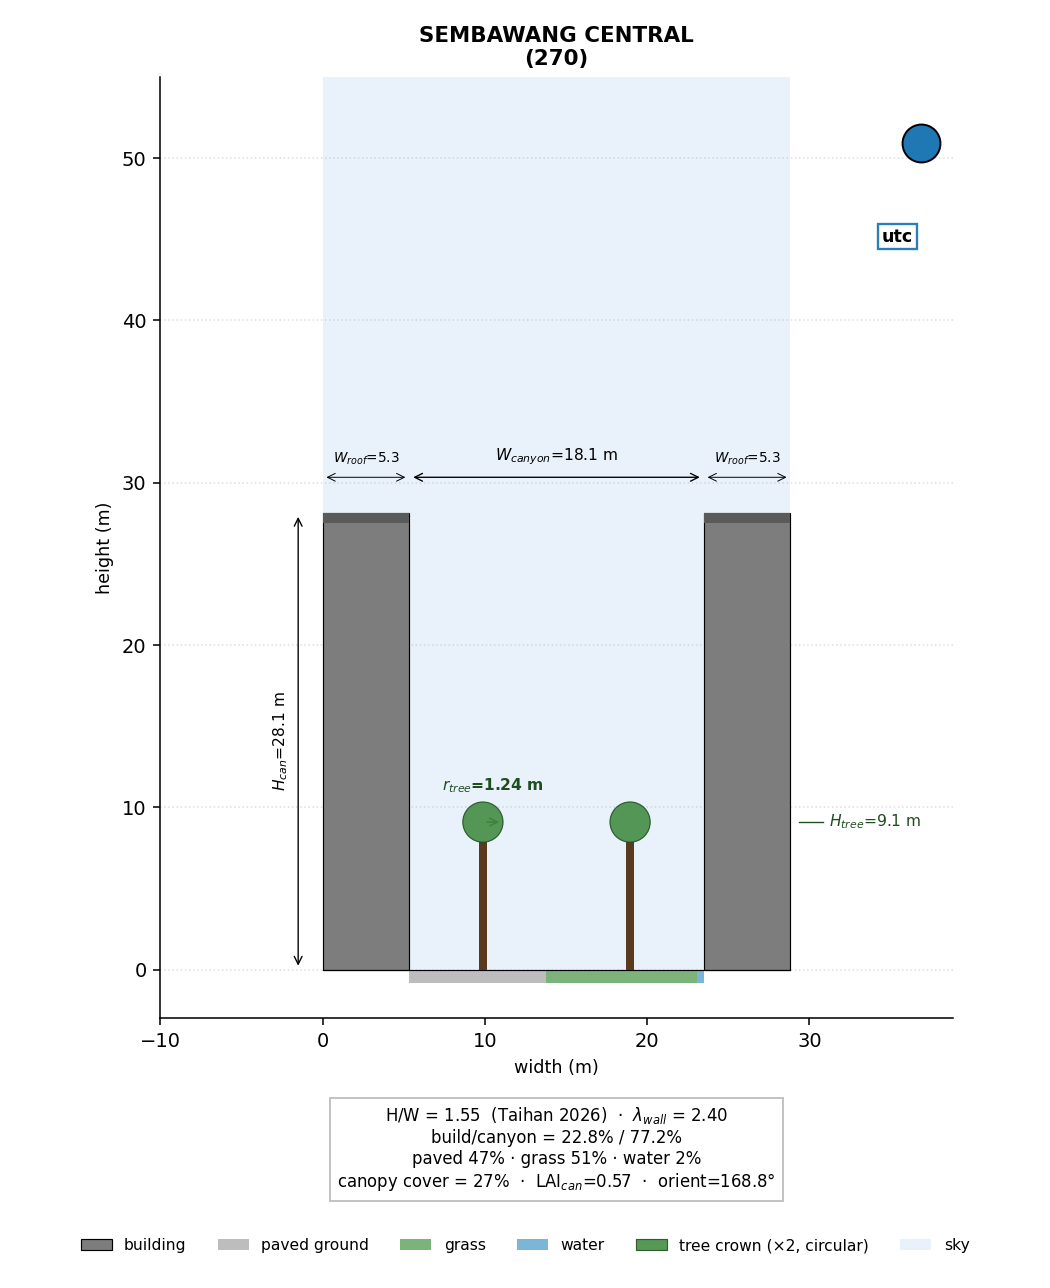 SEMBAWANG CENTRAL
(270)
50
utc
40
W_roof=5.3
W_canyon=18.1 m
W_roof=5.3
30
height (m)
20
H_can=28.1 m
r_tree=1.24 m
10
H_tree=9.1 m
0
−10 0 10 20 30
width (m)
H/W = 1.55 (Taihan 2026) · λ_wall = 2.40
build/canyon = 22.8% / 77.2%
paved 47% · grass 51% · water 2%
canopy cover = 27% · LAI_can=0.57 · orient=168.8°
building paved ground grass water tree crown (×2, circular) sky